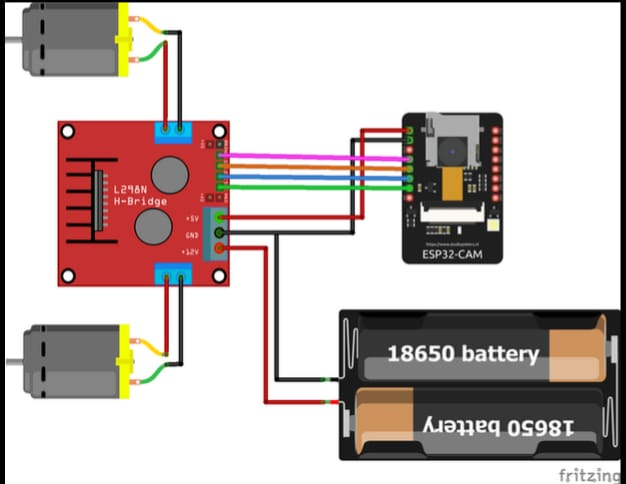 L298N
H-Bridge
+5V
GND
+12V
ESP32-CAM
18650 battery
18650 battery
fritzing